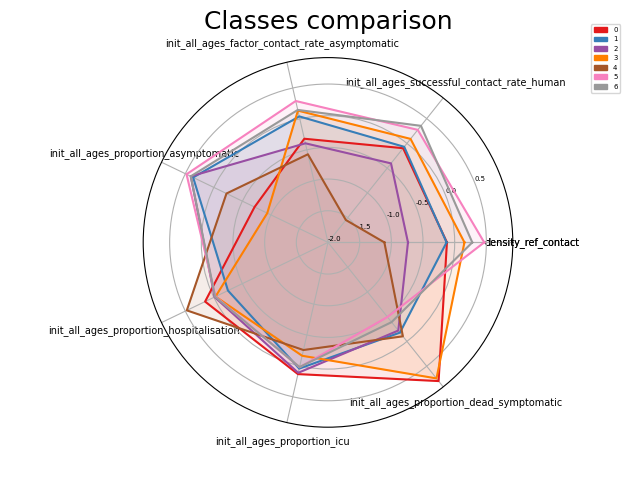 Classes comparison
init_all_ages_factor_contact_rate_asymptomatic
init_all_ages_successful_contact_rate_human
init_all_ages_proportion_asymptomatic
density_ref_contact
init_all_ages_proportion_hospitalisation
init_all_ages_proportion_dead_symptomatic
init_all_ages_proportion_icu
-2.0
-1.5
-1.0
-0.5
0.0
0.5
0
1
2
3
4
5
6